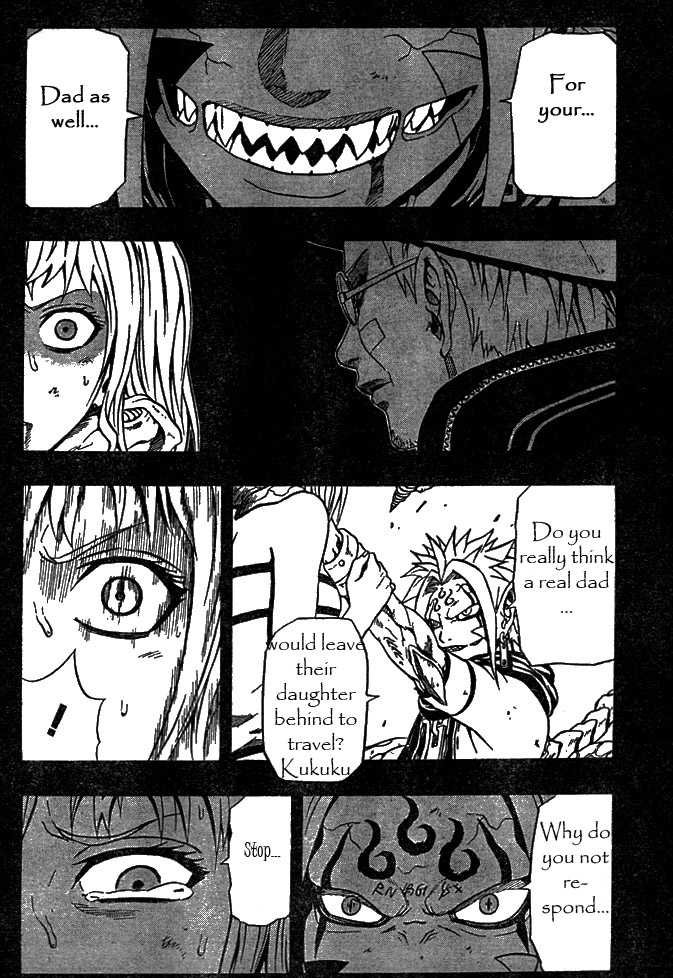 For
your...
Dad as
well...
Do you
really think
a real dad
...
would leave
their
daughter
behind to
travel?
Kukuku
!
Why do
you not
re-
spond...
Stop...